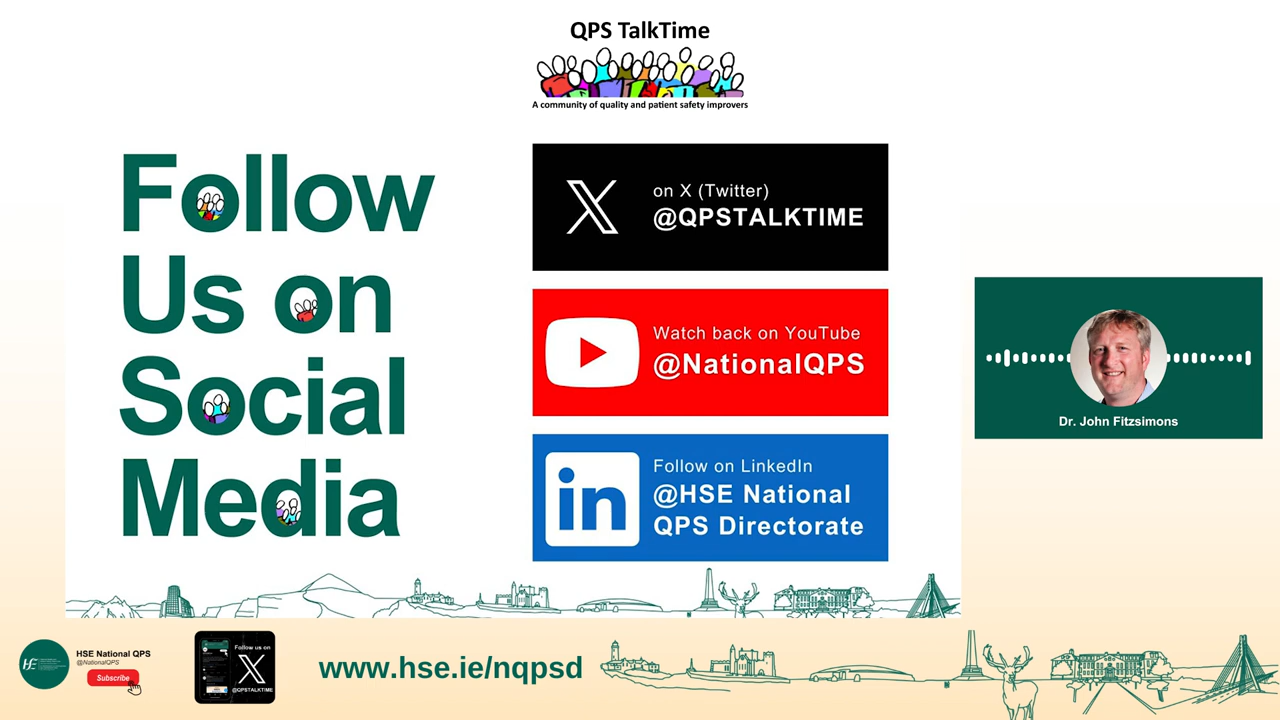 QPS TalkTime
A community of quality and patient safety improvers
Follow
Us on
Social
Media
on X (Twitter)
@QPSTALKTIME
Watch back on YouTube
@NationalQPS
in
Follow on LinkedIn
@HSE National
QPS Directorate
Dr. John Fitzsimons
HSE National QPS
@NationalQPS
Subscribe
Follow us on
X
@QPSTALKTIME
www.hse.ie/nqpsd